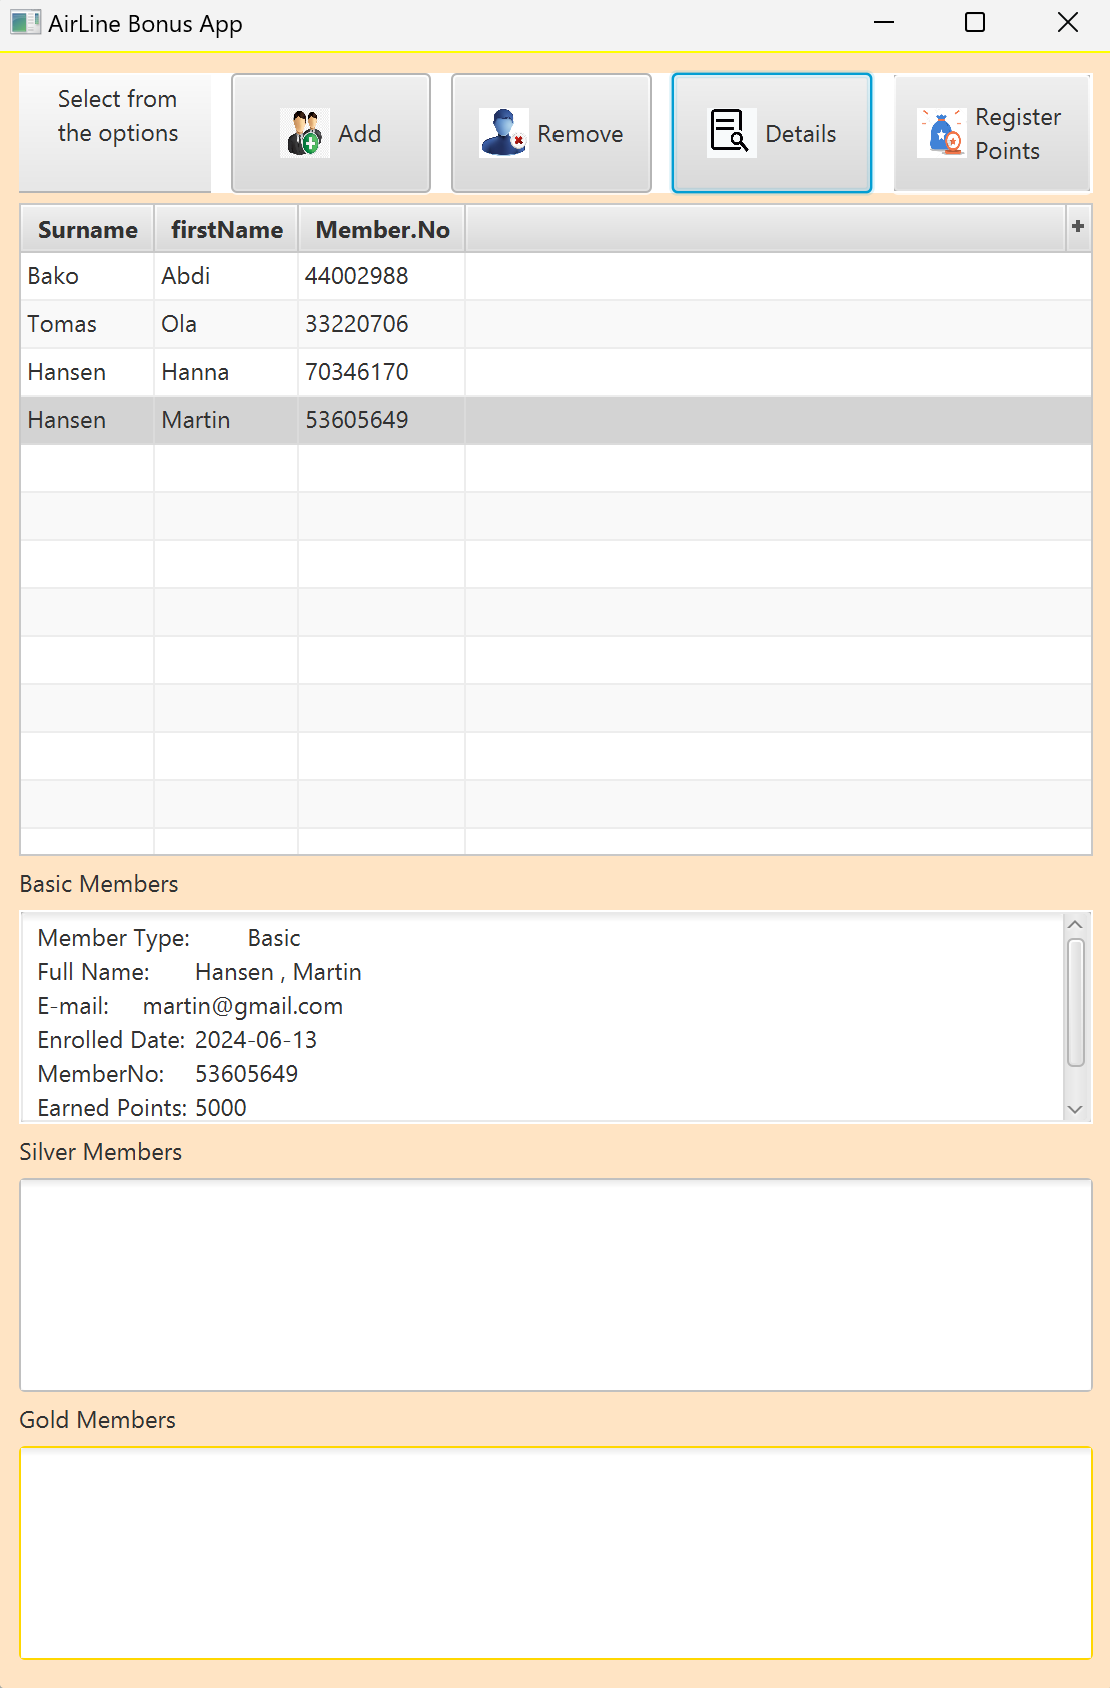 AirLine Bonus App
Select from
the options
Add
Remove
Details
Register
Points
Surname firstName Member.No +
Bako Abdi 44002988
Tomas Ola 33220706
Hansen Hanna 70346170
Hansen Martin 53605649
Basic Members
Member Type: Basic
Full Name: Hansen , Martin
E-mail: martin@gmail.com
Enrolled Date: 2024-06-13
MemberNo: 53605649
Earned Points: 5000
Silver Members
Gold Members